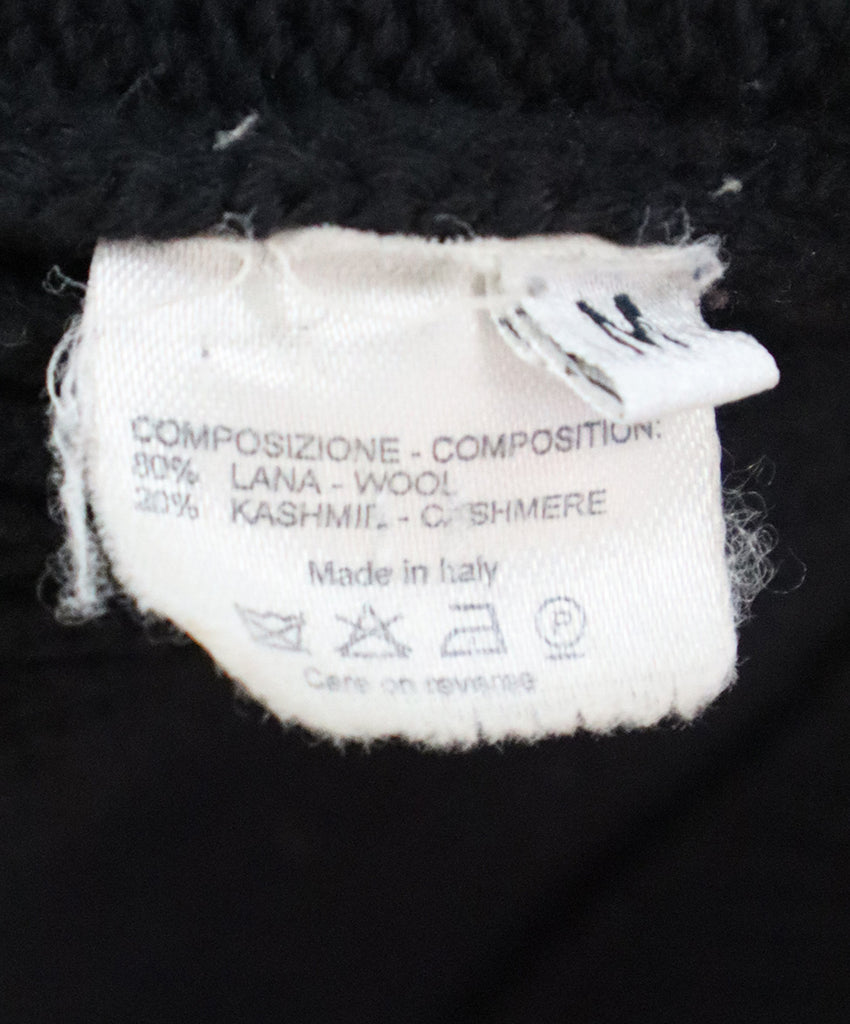 M
COMPOSIZIONE - COMPOSITION:
80% LANA - WOOL
20% KASHMIR - CASHMERE
Made in Italy
P
Care on reverse